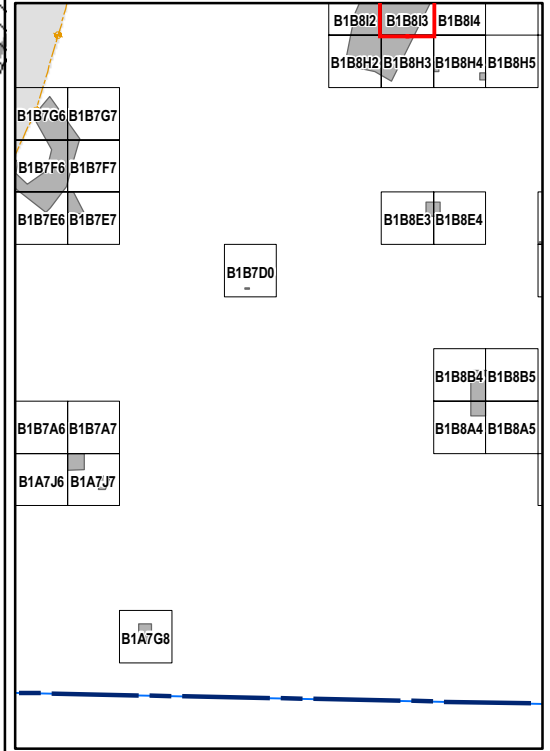 B1B8I2 B1B8I3 B1B8I4
B1B8H2 B1B8H3 B1B8H4 B1B8H5
B1B7G6 B1B7G7
B1B7F6 B1B7F7
B1B7E6 B1B7E7
B1B8E3 B1B8E4
B1B7D0
B1B8B4 B1B8B5
B1B7A6 B1B7A7
B1B8A4 B1B8A5
B1A7J6 B1A7J7
B1A7G8